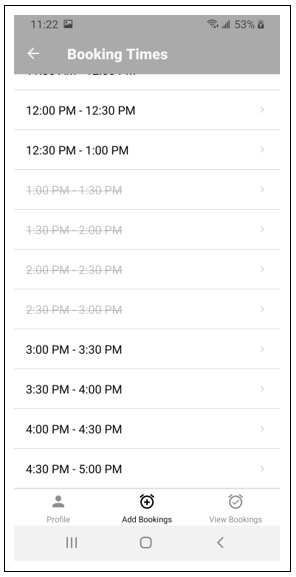 11:22 53%
Booking Times
12:00 PM - 12:30 PM
12:30 PM - 1:00 PM
1:00 PM - 1:30 PM
1:30 PM - 2:00 PM
2:00 PM - 2:30 PM
2:30 PM - 3:00 PM
3:00 PM - 3:30 PM
3:30 PM - 4:00 PM
4:00 PM - 4:30 PM
4:30 PM - 5:00 PM
Profile Add Bookings View Bookings